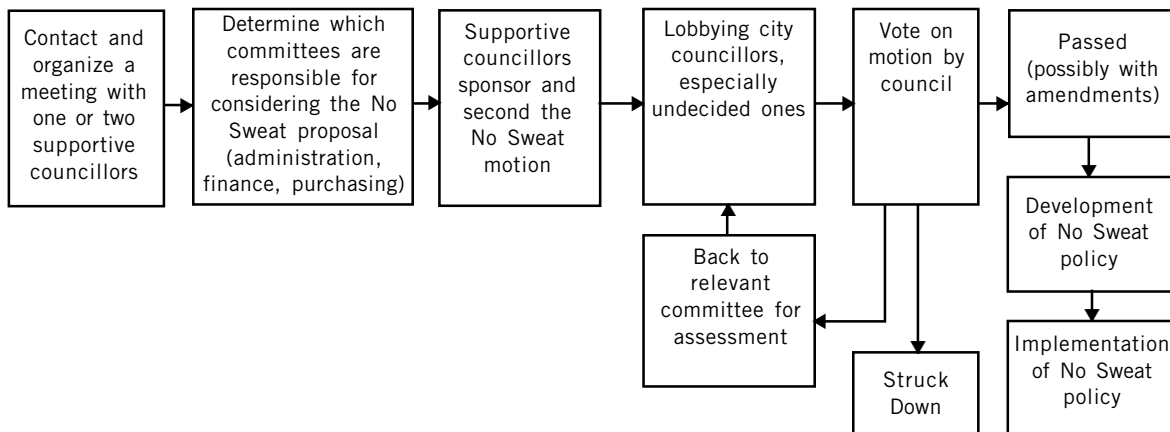 Contact and
organize a
meeting with
one or two
supportive
councillors
Determine which
committees are
responsible for
considering the No
Sweat proposal
(administration,
finance, purchasing)
Supportive
councillors
sponsor and
second the
No Sweat
motion
Lobbying city
councillors,
especially
undecided ones
Vote on
motion by
council
Passed
(possibly with
amendments)
Back to
relevant
committee for
assessment
Struck
Down
Development
of No Sweat
policy
Implementation
of No Sweat
policy